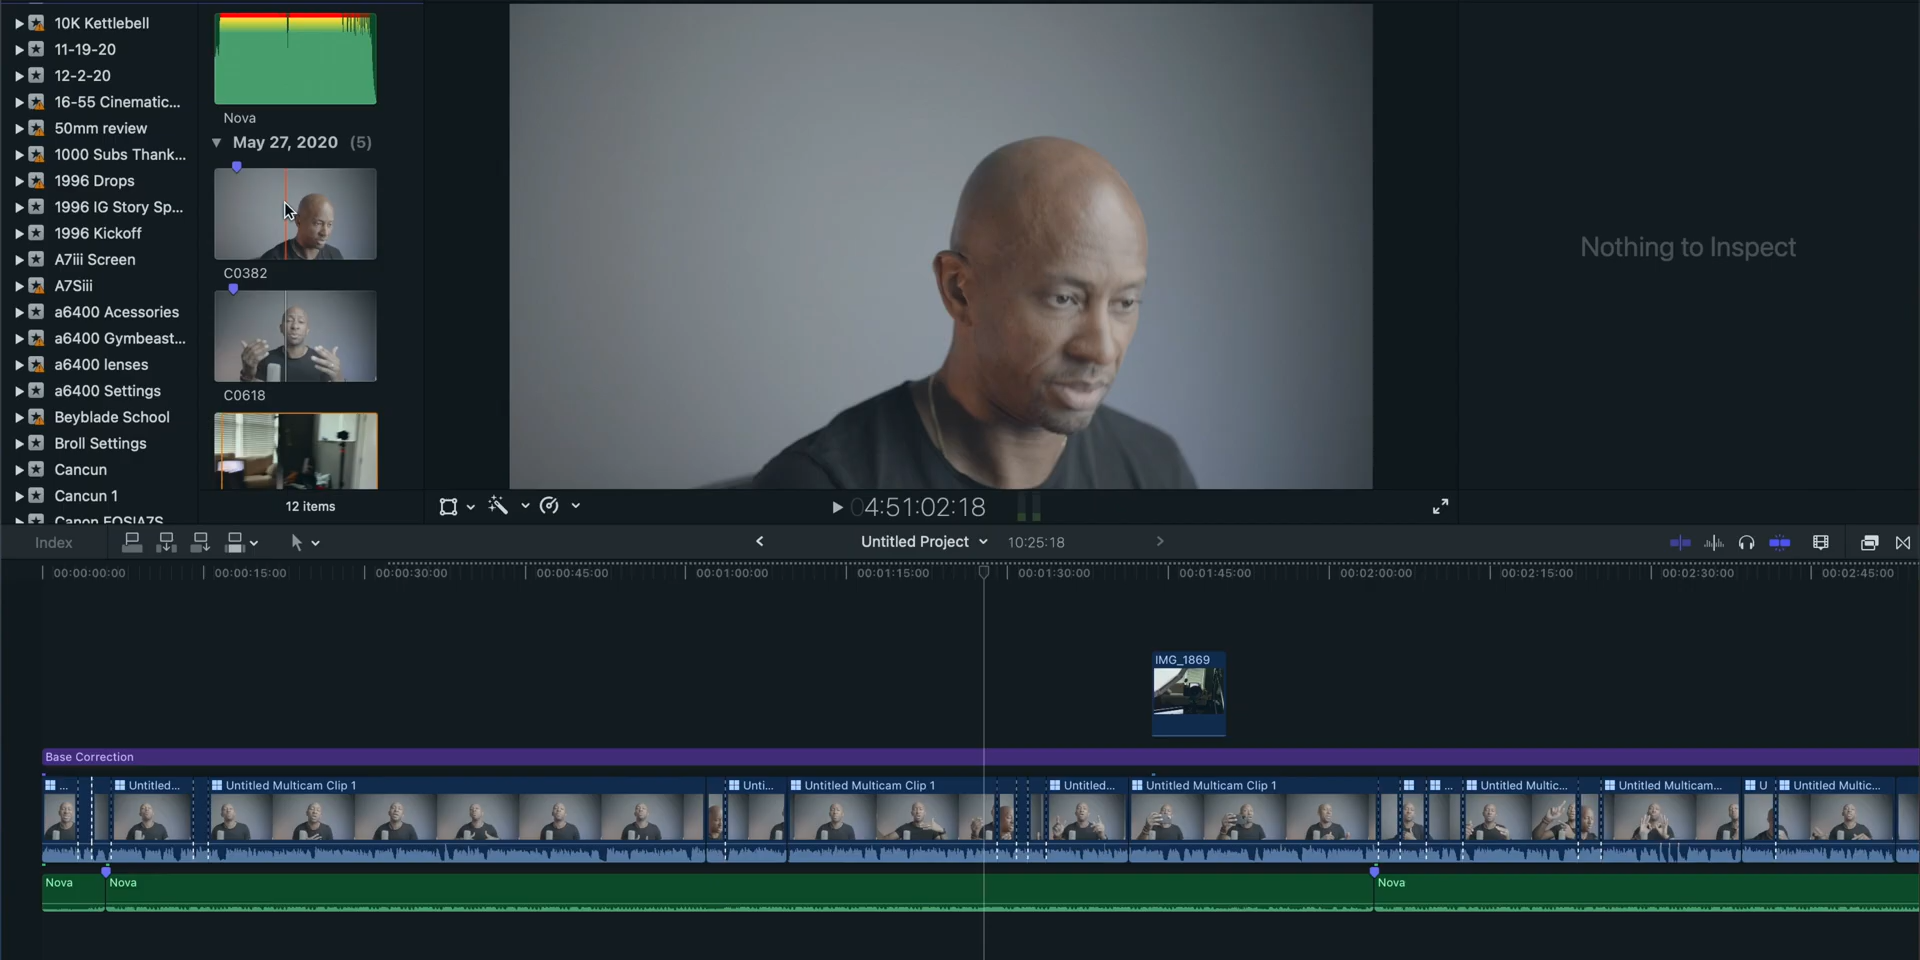 10K Kettlebell
11-19-20
12-2-20
16-55 Cinematic...
50mm review
1000 Subs Thank...
1996 Drops
1996 IG Story Sp...
1996 Kickoff
A7iii Screen
A7Siii
a6400 Acessories
a6400 Gymbeast...
a6400 lenses
a6400 Settings
Beyblade School
Broll Settings
Cancun
Cancun 1
Canon EOS|A7S
Nova
May 27, 2020 (5)
C0382
C0618
12 items
04:51:02:18
Nothing to Inspect
Index
Untitled Project 10:25:18
00:00:00:00 00:00:15:00 00:00:30:00 00:00:45:00 00:01:00:00 00:01:15:00 00:01:30:00 00:01:45:00 00:02:00:00 00:02:15:00 00:02:30:00 00:02:45:00
IMG_1869
Base Correction
... Untitled... Untitled Multicam Clip 1 Unti... Untitled Multicam Clip 1 Untitled... Untitled Multicam Clip 1 ... Untitled Multic... Untitled Multicam... U Untitled Multic...
Nova Nova Nova